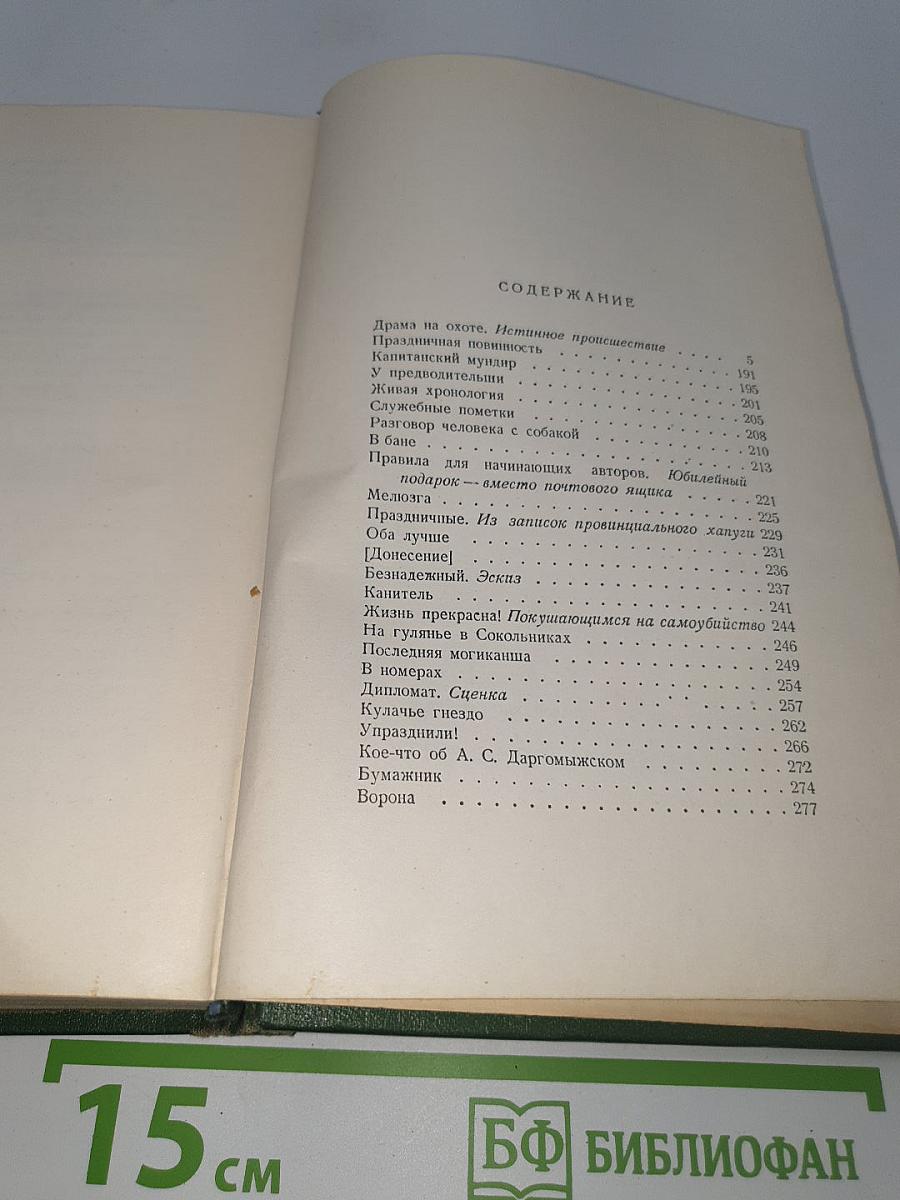 СОДЕРЖАНИЕ
Драма на охоте. Истинное происшествие . . . . 5
Праздничная повинность . . . . . . . . . . . 191
Капитанский мундир . . . . . . . . . . . . 195
У предводительши . . . . . . . . . . . . 201
Живая хронология . . . . . . . . . . . . 205
Служебные пометки . . . . . . . . . . . . 208
Разговор человека с собакой . . . . . . . . 210
В бане . . . . . . . . . . . . . . . . . 213
Правила для начинающих авторов. Юбилейный
подарок — вместо почтового ящика . . . . . 221
Мелюзга . . . . . . . . . . . . . . . . 225
Праздничные. Из записок провинциального хапуги 229
Оба лучше . . . . . . . . . . . . . . . 231
[Донесение] . . . . . . . . . . . . . . . 236
Безнадежный. Эскиз . . . . . . . . . . . . 237
Канитель . . . . . . . . . . . . . . . . 241
Жизнь прекрасна! Покушающимся на самоубийство 244
На гулянье в Сокольниках . . . . . . . . . 246
Последняя могиканша . . . . . . . . . . . 249
В номерах . . . . . . . . . . . . . . . 254
Дипломат. Сценка . . . . . . . . . . . . . 257
Кулачье гнездо . . . . . . . . . . . . . 262
Упразднили! . . . . . . . . . . . . . . . 266
Кое-что об А. С. Даргомыжском . . . . . . . 272
Бумажник . . . . . . . . . . . . . . . . 274
Ворона . . . . . . . . . . . . . . . . . 277
15 см
БФ БИБЛИОФАН